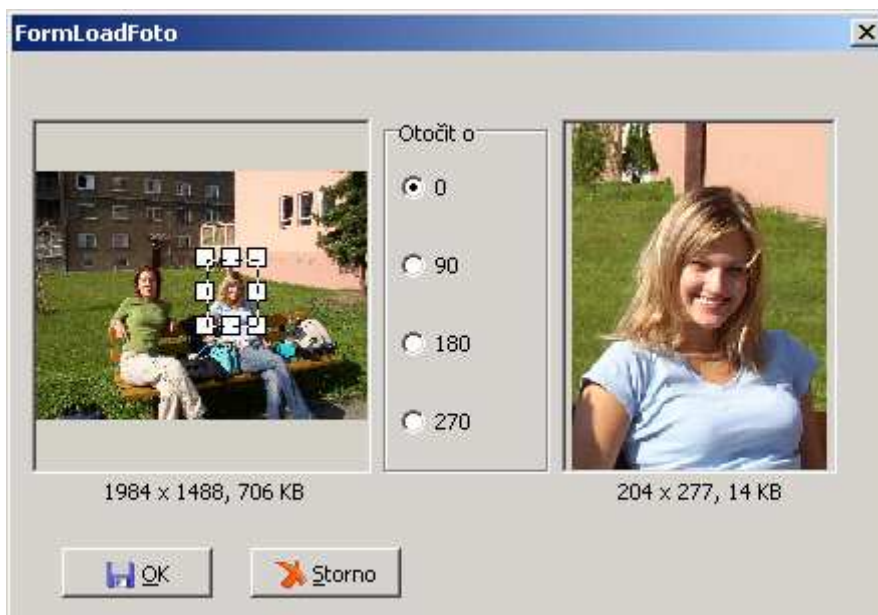 FormLoadFoto
Otočit o
0
90
180
270
1984 x 1488, 706 KB
204 x 277, 14 KB
OK
Storno